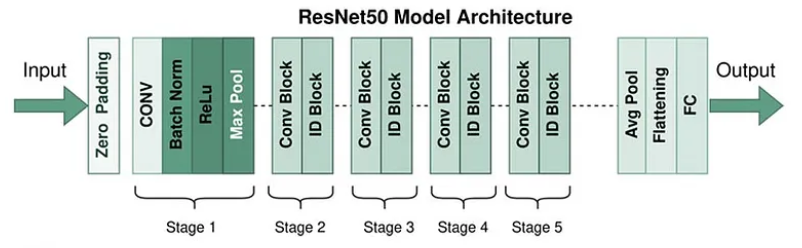 ResNet50 Model Architecture
Input
Zero Padding
CONV
Batch Norm
ReLu
Max Pool
Conv Block
ID Block
Conv Block
ID Block
Conv Block
ID Block
Conv Block
ID Block
Avg Pool
Flattening
FC
Output
Stage 1
Stage 2
Stage 3
Stage 4
Stage 5